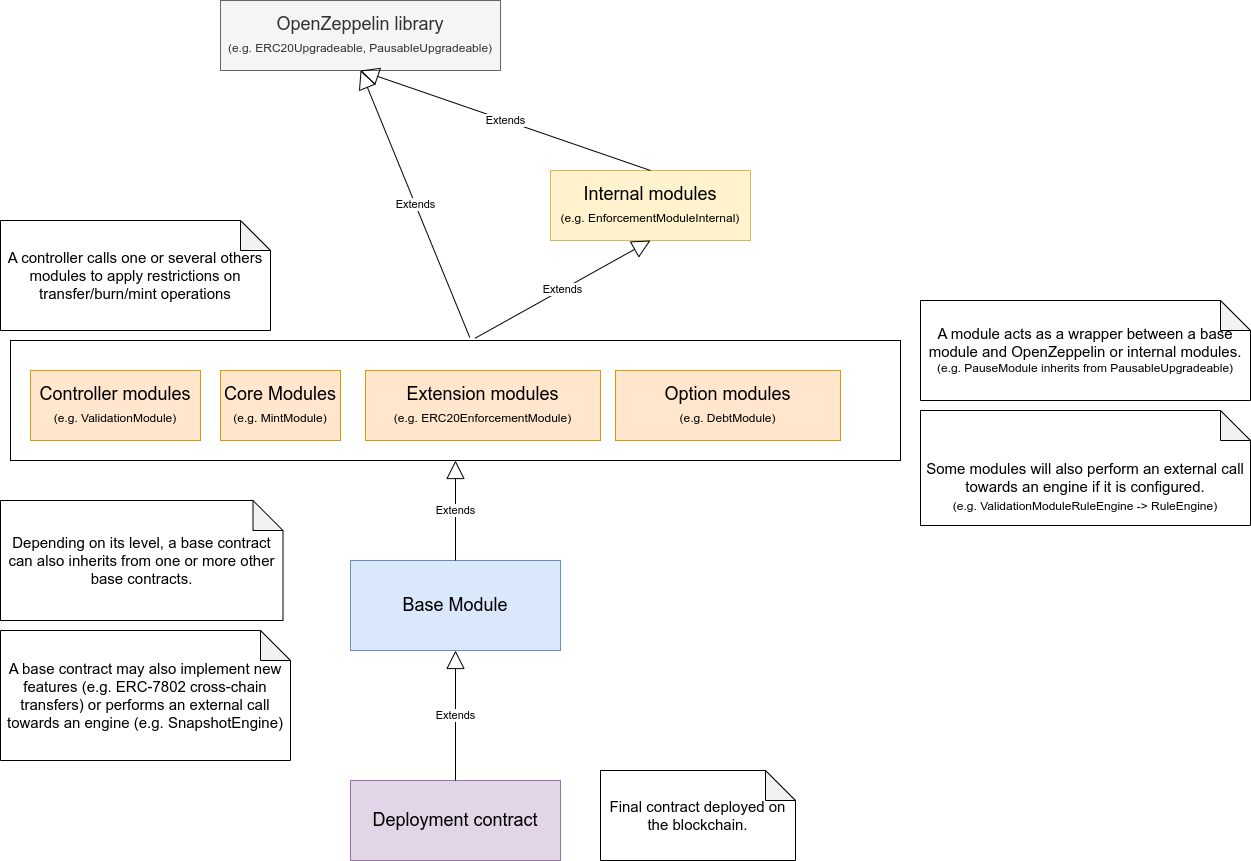 OpenZeppelin library
(e.g. ERC20Upgradeable, PausableUpgradeable)
Extends
Internal modules
(e.g. EnforcementModuleInternal)
Extends
Extends
A controller calls one or several others
modules to apply restrictions on
transfer/burn/mint operations
A module acts as a wrapper between a base
module and OpenZeppelin or internal modules.
(e.g. PauseModule inherits from PausableUpgradeable)
Controller modules
(e.g. ValidationModule)
Core Modules
(e.g. MintModule)
Extension modules
(e.g. ERC20EnforcementModule)
Option modules
(e.g. DebtModule)
Some modules will also perform an external call
towards an engine if it is configured.
(e.g. ValidationModuleRuleEngine -> RuleEngine)
Extends
Depending on its level, a base contract
can also inherits from one or more other
base contracts.
Base Module
A base contract may also implement new
features (e.g. ERC-7802 cross-chain
transfers) or performs an external call
towards an engine (e.g. SnapshotEngine)
Extends
Deployment contract
Final contract deployed on
the blockchain.